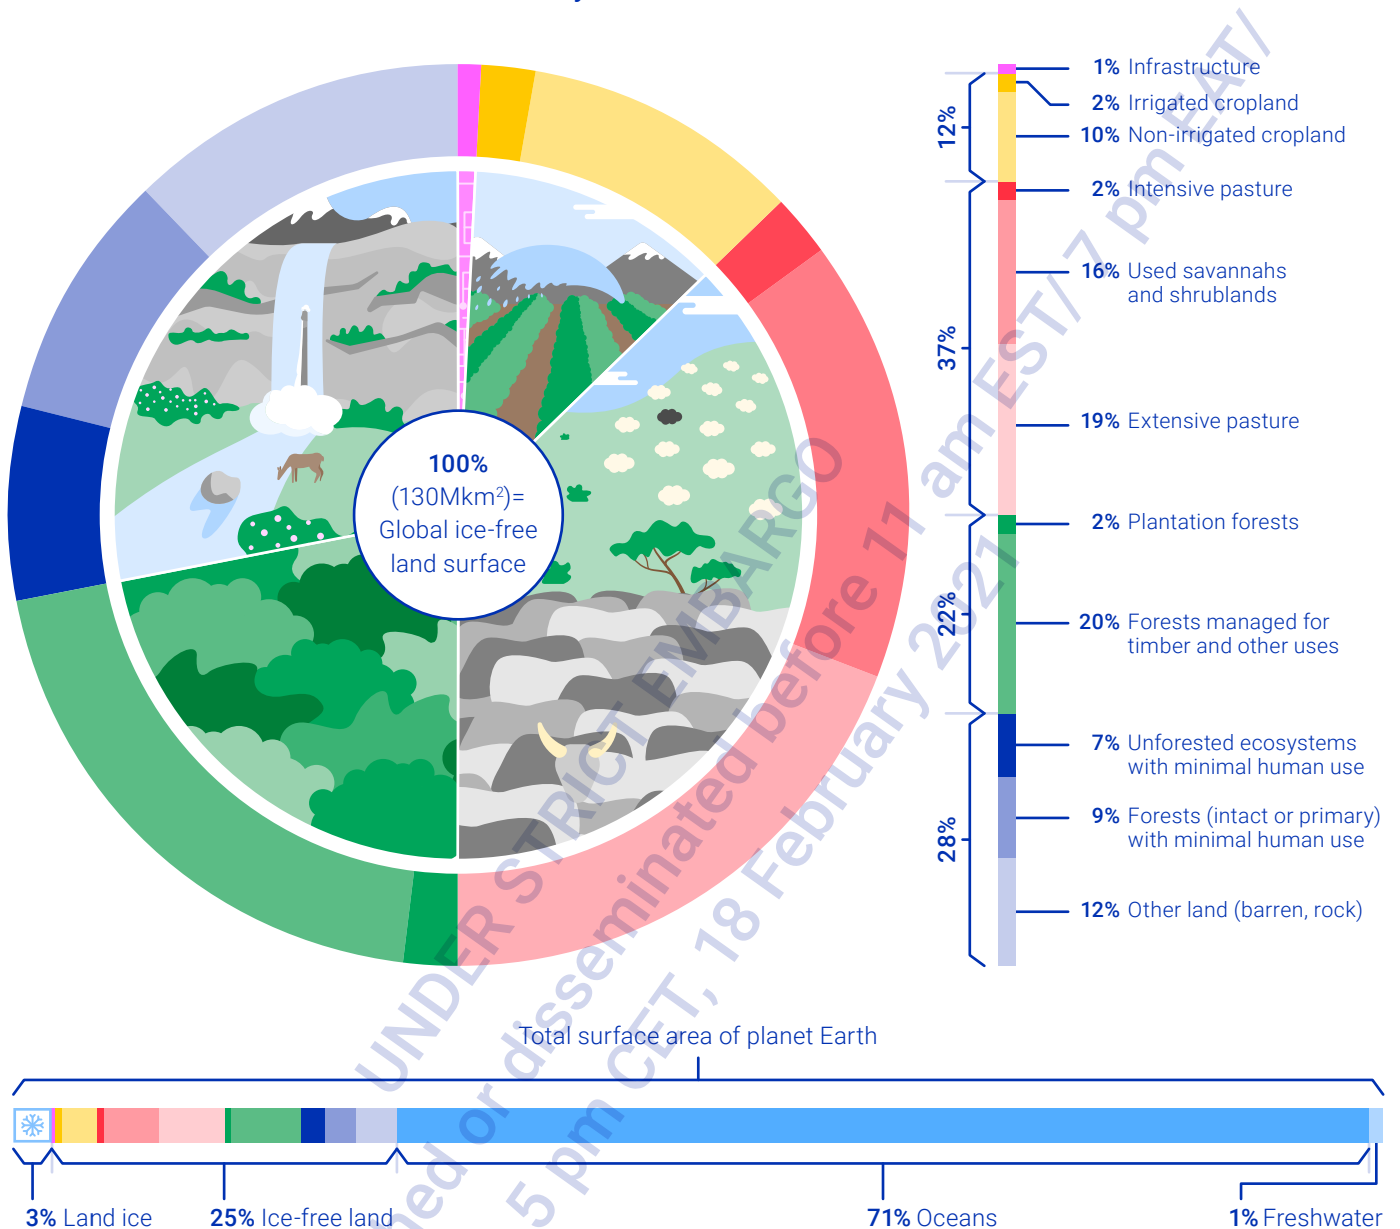 1% Infrastructure
2% Irrigated cropland
12%
10% Non-irrigated cropland
2% Intensive pasture
16% Used savannahs
and shrublands
37%
19% Extensive pasture
2% Plantation forests
22%
20% Forests managed for
timber and other uses
7% Unforested ecosystems
with minimal human use
28%
9% Forests (intact or primary)
with minimal human use
12% Other land (barren, rock)
100%
(130Mkm²)=
Global ice-free
land surface
Total surface area of planet Earth
3% Land ice
25% Ice-free land
71% Oceans
1% Freshwater
UNDER STRICT EMBARGO
or disseminated before 11 am EST/ 7 pm EAT/
5 pm CET, 18 February 2021